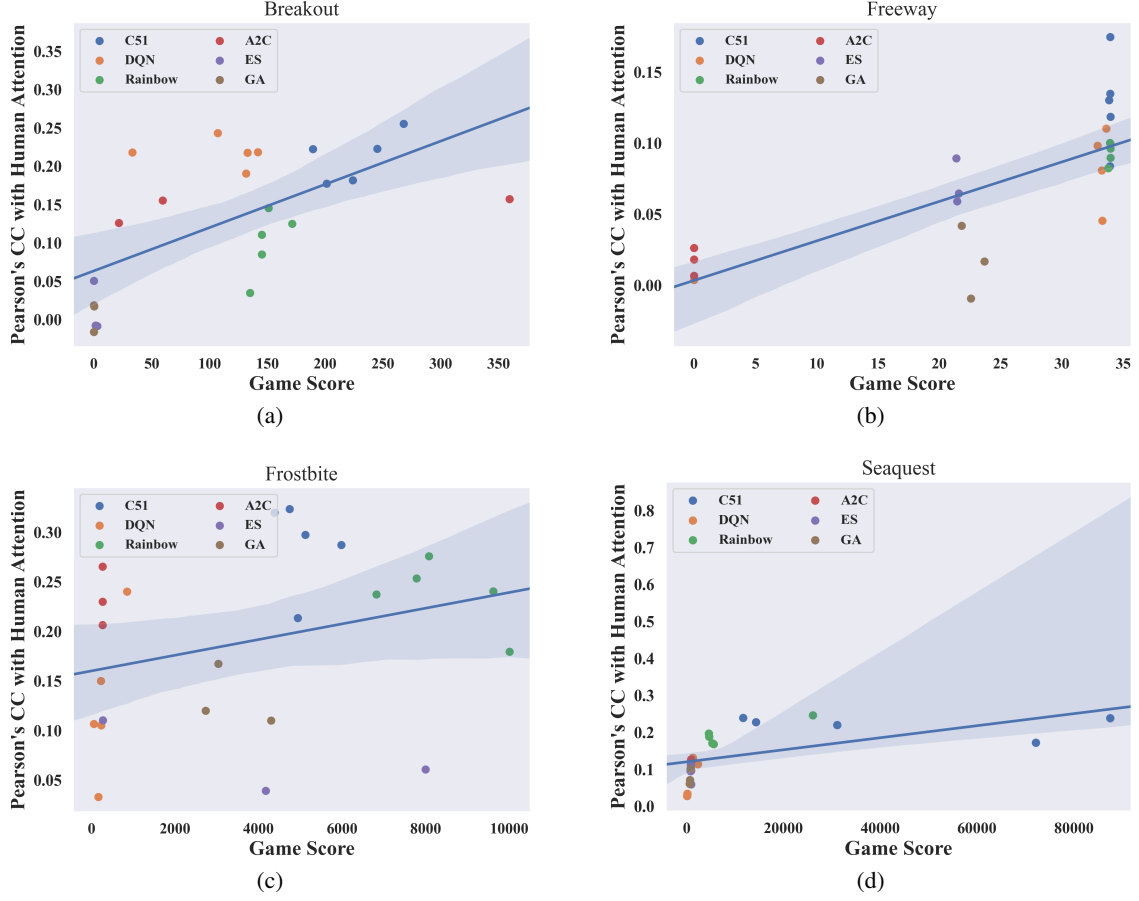 Breakout
Pearson's CC with Human Attention
0.35
0.30
0.25
0.20
0.15
0.10
0.05
0.00
C51 A2C
DQN ES
Rainbow GA
0 50 100 150 200 250 300 350
Game Score
(a)
Freeway
Pearson's CC with Human Attention
0.15
0.10
0.05
0.00
C51 A2C
DQN ES
Rainbow GA
0 5 10 15 20 25 30 35
Game Score
(b)
Frostbite
Pearson's CC with Human Attention
0.30
0.25
0.20
0.15
0.10
0.05
C51 A2C
DQN ES
Rainbow GA
0 2000 4000 6000 8000 10000
Game Score
(c)
Seaquest
Pearson's CC with Human Attention
0.8
0.7
0.6
0.5
0.4
0.3
0.2
0.1
0.0
C51 A2C
DQN ES
Rainbow GA
0 20000 40000 60000 80000
Game Score
(d)